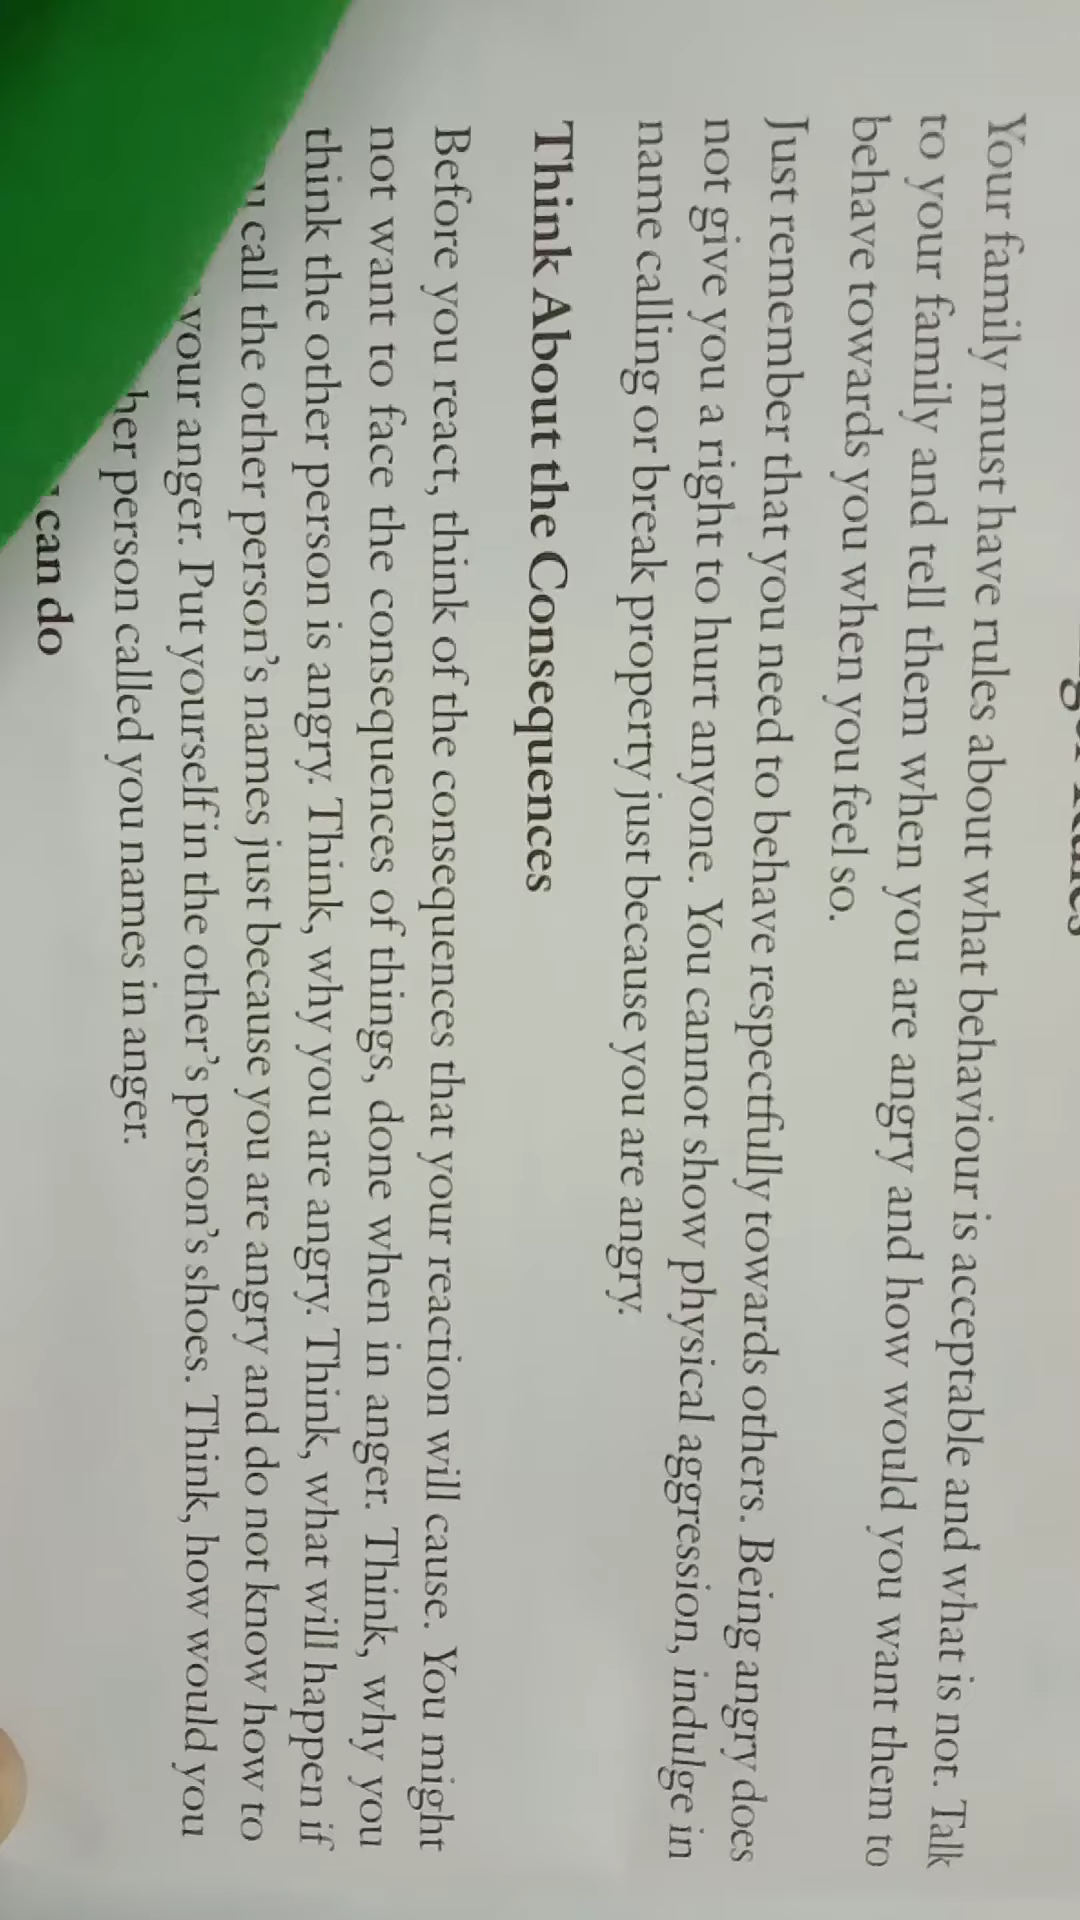 Your family must have rules about what behaviour is acceptable and what is not. Talk
to your family and tell them when you are angry and how would you want them to
behave towards you when you feel so.
Just remember that you need to behave respectfully towards others. Being angry does
not give you a right to hurt anyone. You cannot show physical aggression, indulge in
name calling or break property just because you are angry.
Think About the Consequences
Before you react, think of the consequences that your reaction will cause. You might
not want to face the consequences of things, done when in anger. Think, why you
think the other person is angry. Think, why you are angry. Think, what will happen if
call the other person's names just because you are angry and do not know how to
your anger. Put yourself in the other's person's shoes. Think, how would you
person called you names in anger.
can do